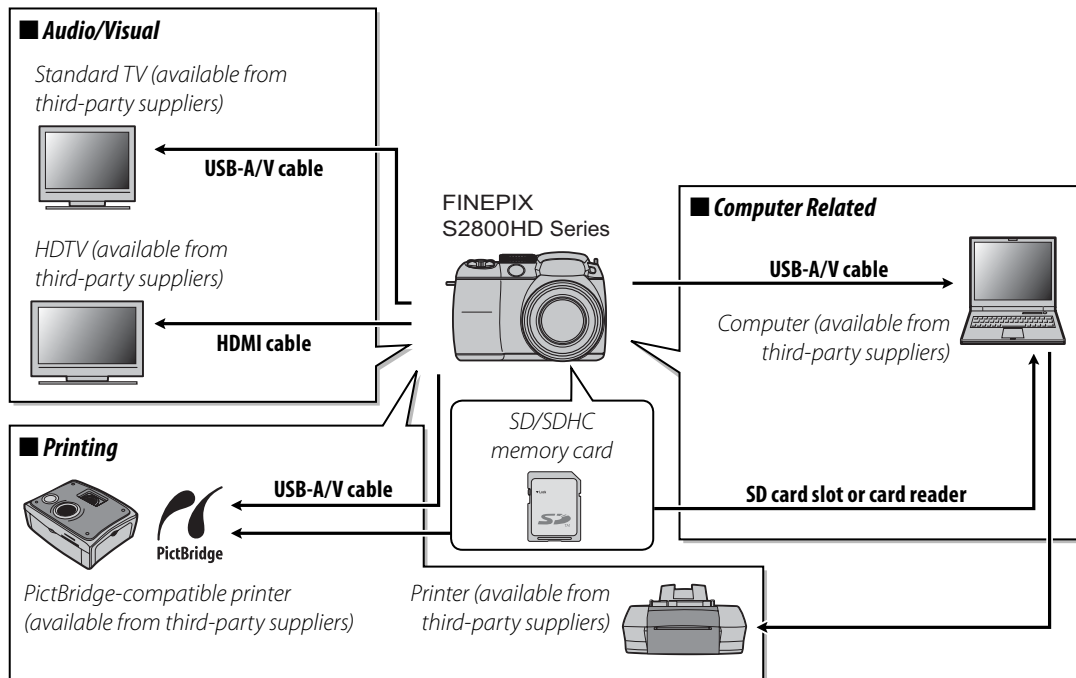 ■ Audio/Visual
Standard TV (available from
third-party suppliers)
USB-A/V cable
HDTV (available from
third-party suppliers)
HDMI cable
FINEPIX
S2800HD Series
■ Computer Related
USB-A/V cable
Computer (available from
third-party suppliers)
SD/SDHC
memory card
SD card slot or card reader
■ Printing
USB-A/V cable
PictBridge
PictBridge-compatible printer
(available from third-party suppliers)
Printer (available from
third-party suppliers)
Lock
SD